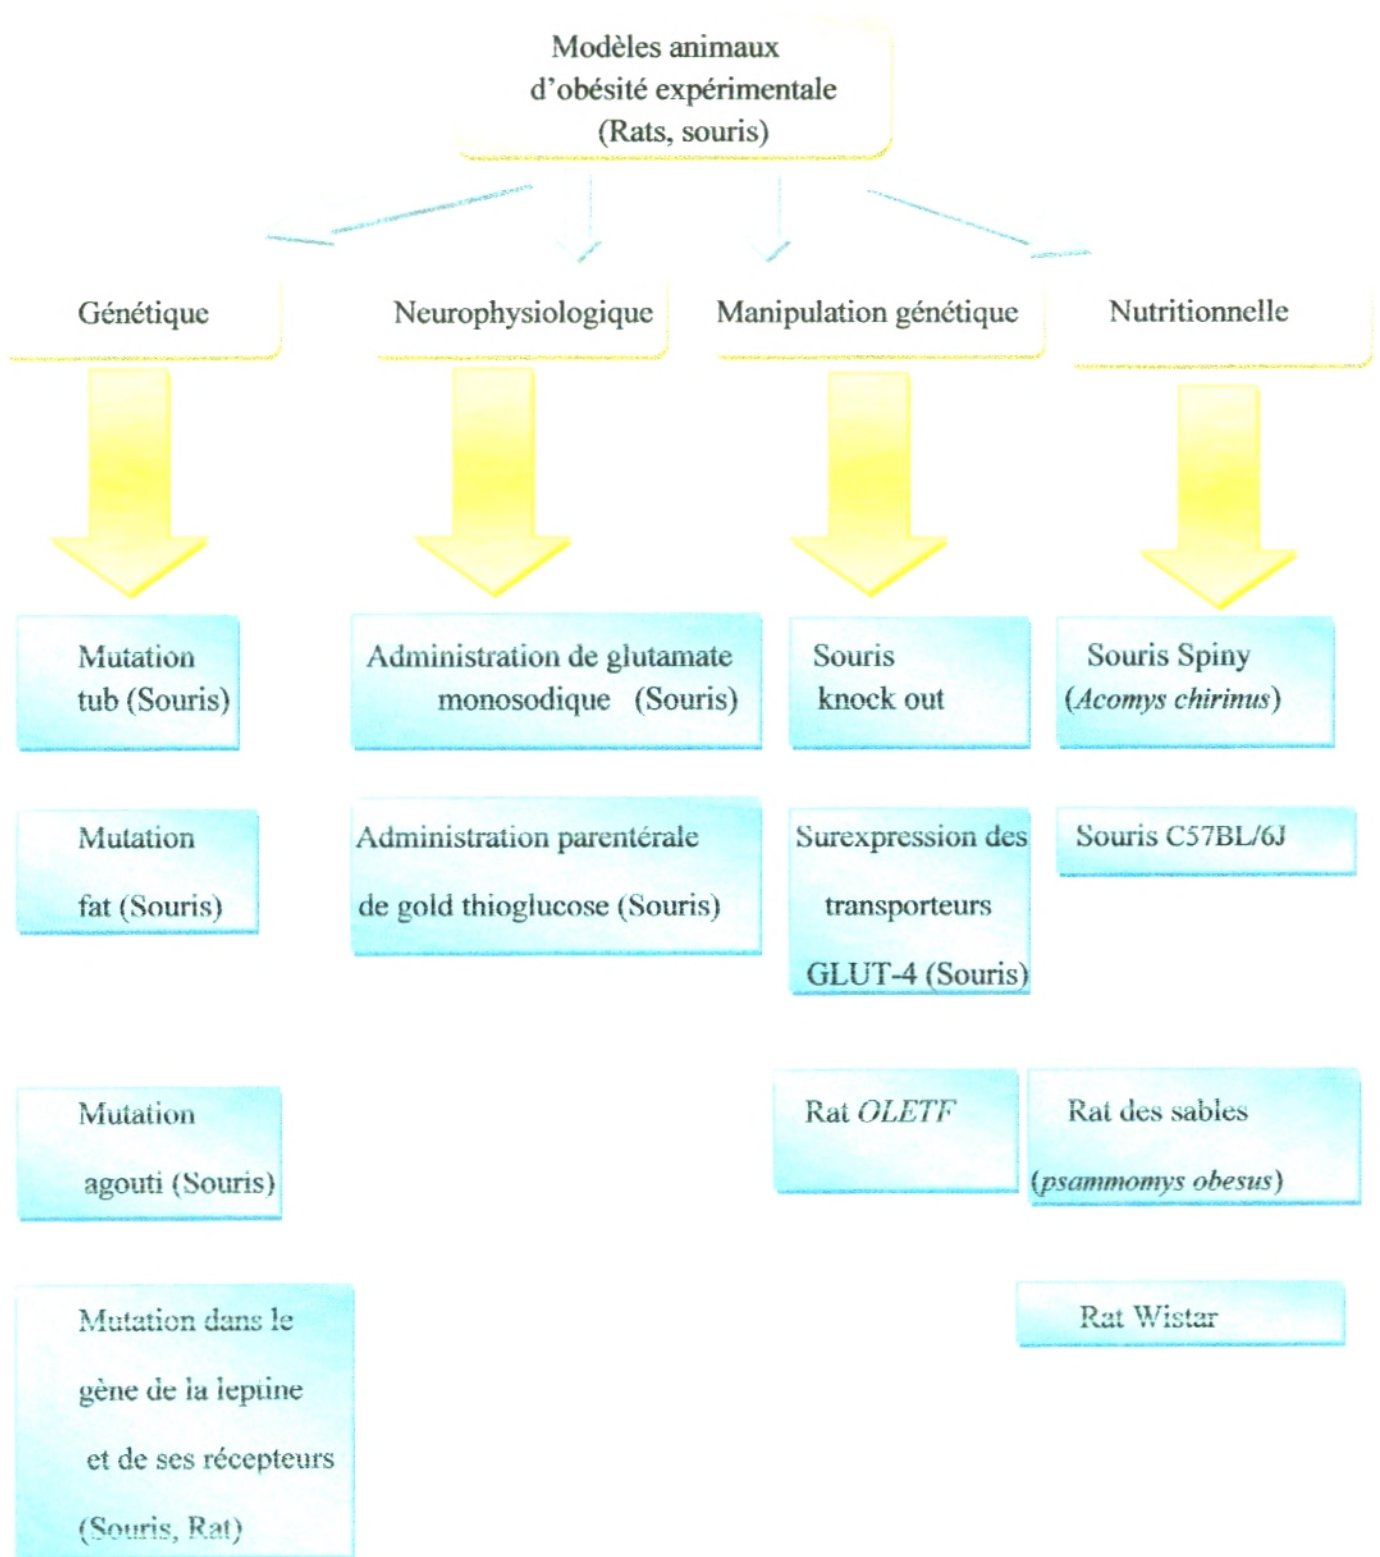 Modèles animaux
d'obésité expérimentale
(Rats, souris)
Génétique
Neurophysiologique
Manipulation génétique
Nutritionnelle
Mutation
tub (Souris)
Administration de glutamate
monosodique (Souris)
Souris
knock out
Souris Spiny
(Acomys chirinus)
Mutation
fat (Souris)
Administration parentérale
de gold thioglucose (Souris)
Surexpression des
transporteurs
GLUT-4 (Souris)
Souris C57BL/6J
Mutation
agouti (Souris)
Rat OLETF
Rat des sables
(psammomys obesus)
Mutation dans le
gène de la leptine
et de ses récepteurs
(Souris, Rat)
Rat Wistar